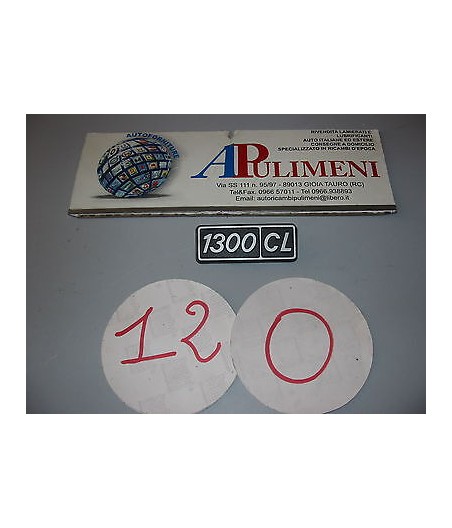 AUTOFORNITURE
RIVENDITA LAMIERATI E
LUBRIFICANTI
AUTO ITALIANE ED ESTERE
CONSEGNE A DOMICILIO
SPECIALIZZATO IN RICAMBI D'EPOCA
APULIMENI
Via SS 111 n. 95/97 - 89013 GIOIA TAURO (RC)
Tel&Fax. 0966 57011 - Tel 0966.938893
Email: autoricambipulimeni@libero.it
1300 CL
12 0